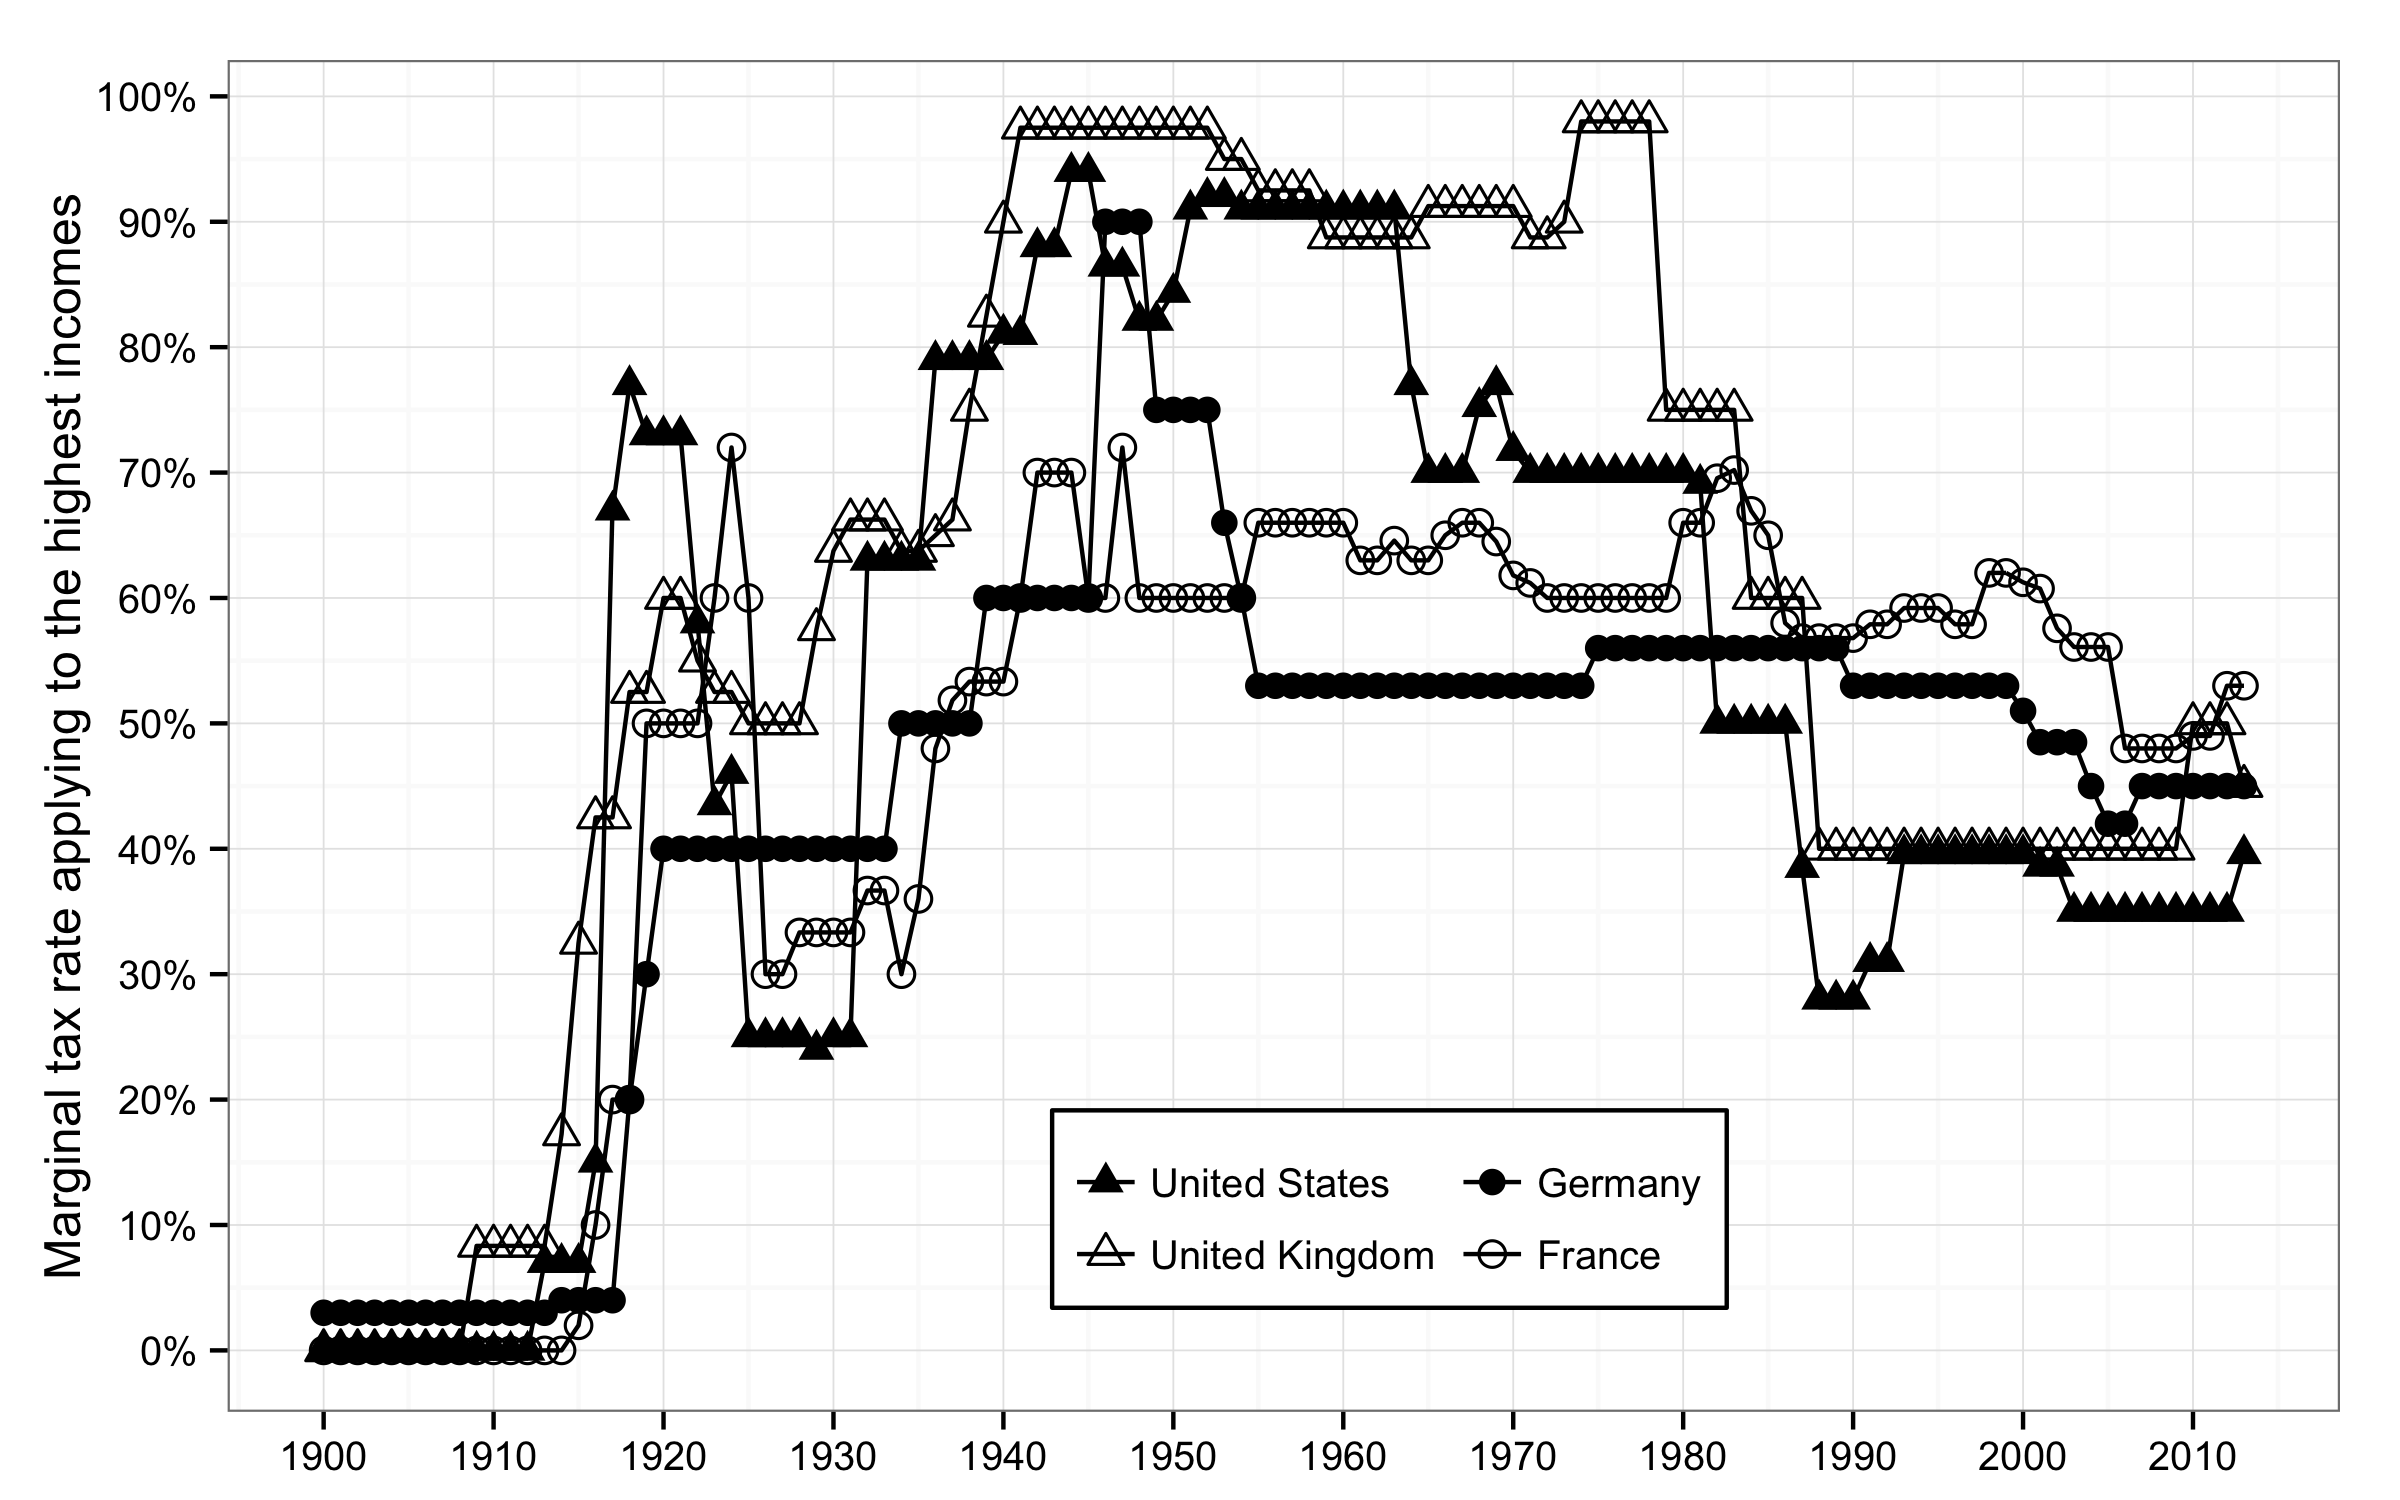 Marginal tax rate applying to the highest incomes
100%
90%
80%
70%
60%
50%
40%
30%
20%
10%
0%
United States
Germany
United Kingdom
France
1900 1910 1920 1930 1940 1950 1960 1970 1980 1990 2000 2010